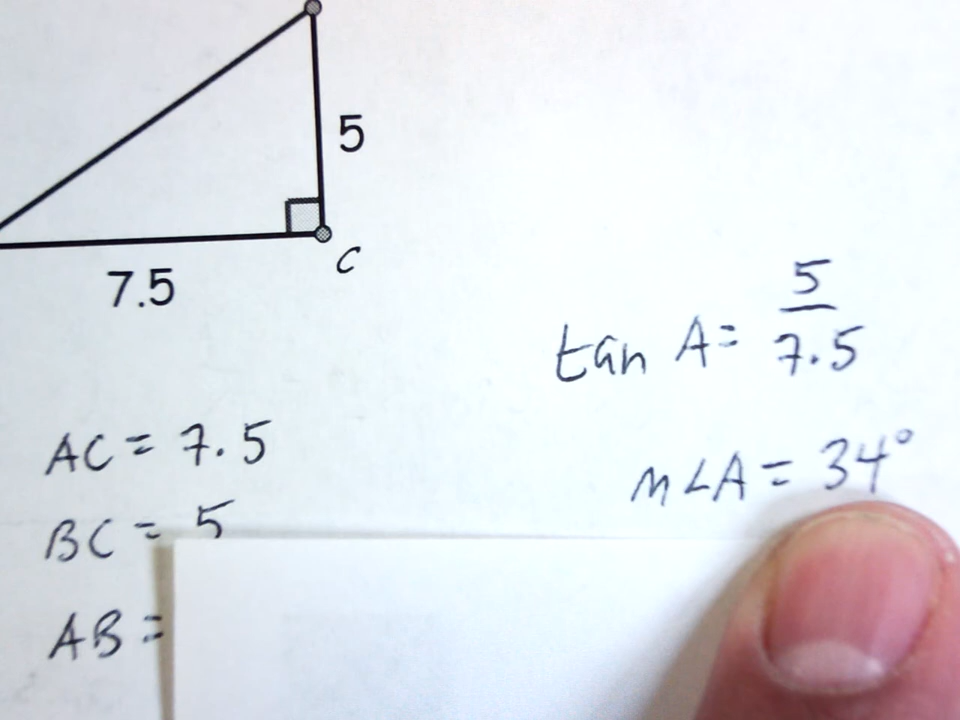 5
C
7.5
tan A = 5/7.5
AC = 7.5
m∠A = 34°
BC = 5
AB =